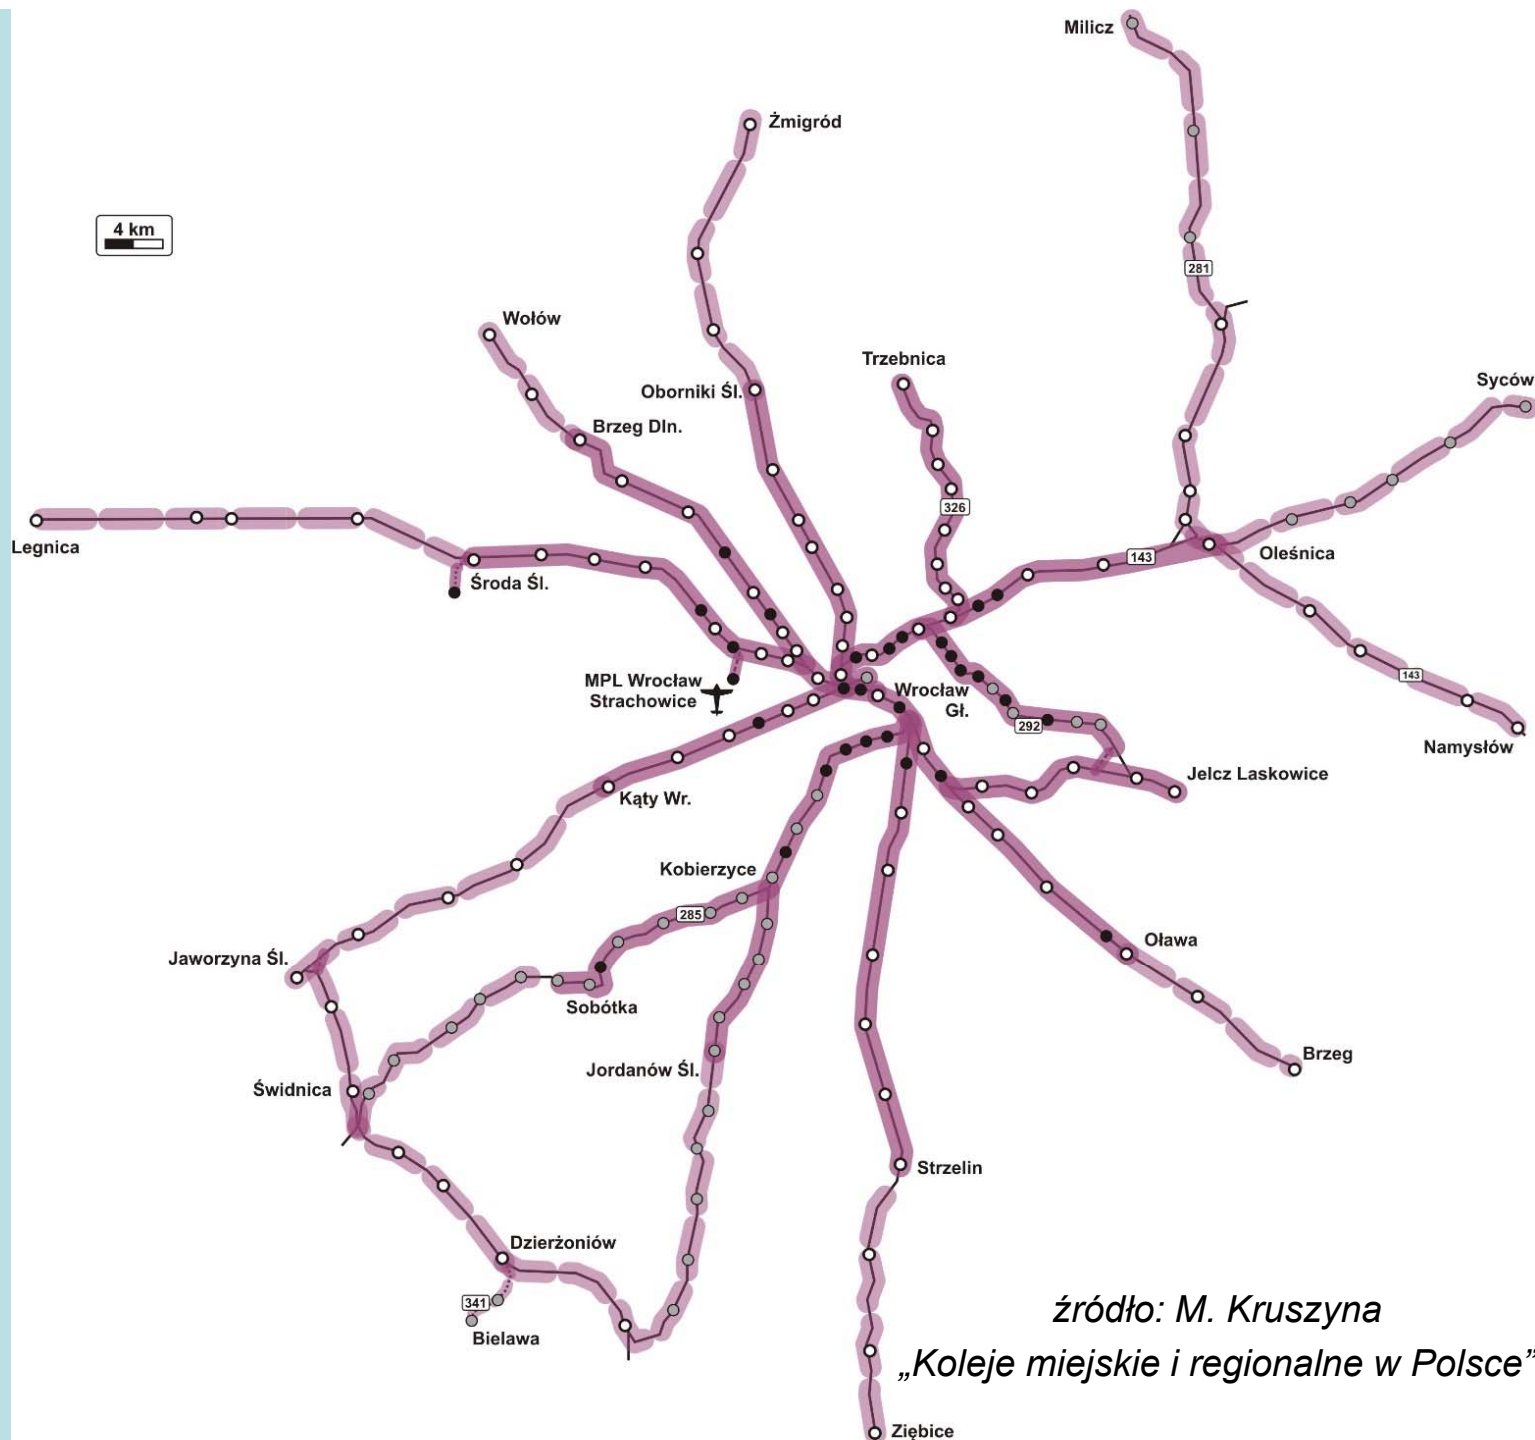 Milicz
Żmigród
4 km
281
Wołów
Trzebnica
Syców
Oborniki Śl.
Brzeg Dln.
326
Legnica
143
Oleśnica
Środa Śl.
MPL Wrocław
Strachowice
Wrocław
Gł.
143
292
Namysłów
Jelcz Laskowice
Kąty Wr.
Kobierzyce
285
Oława
Jaworzyna Śl.
Sobótka
Jordanów Śl.
Brzeg
Świdnica
Strzelin
Dzierżoniów
341
Bielawa
źródło: M. Kruszyna
„Koleje miejskie i regionalne w Polsce”
Ziębice